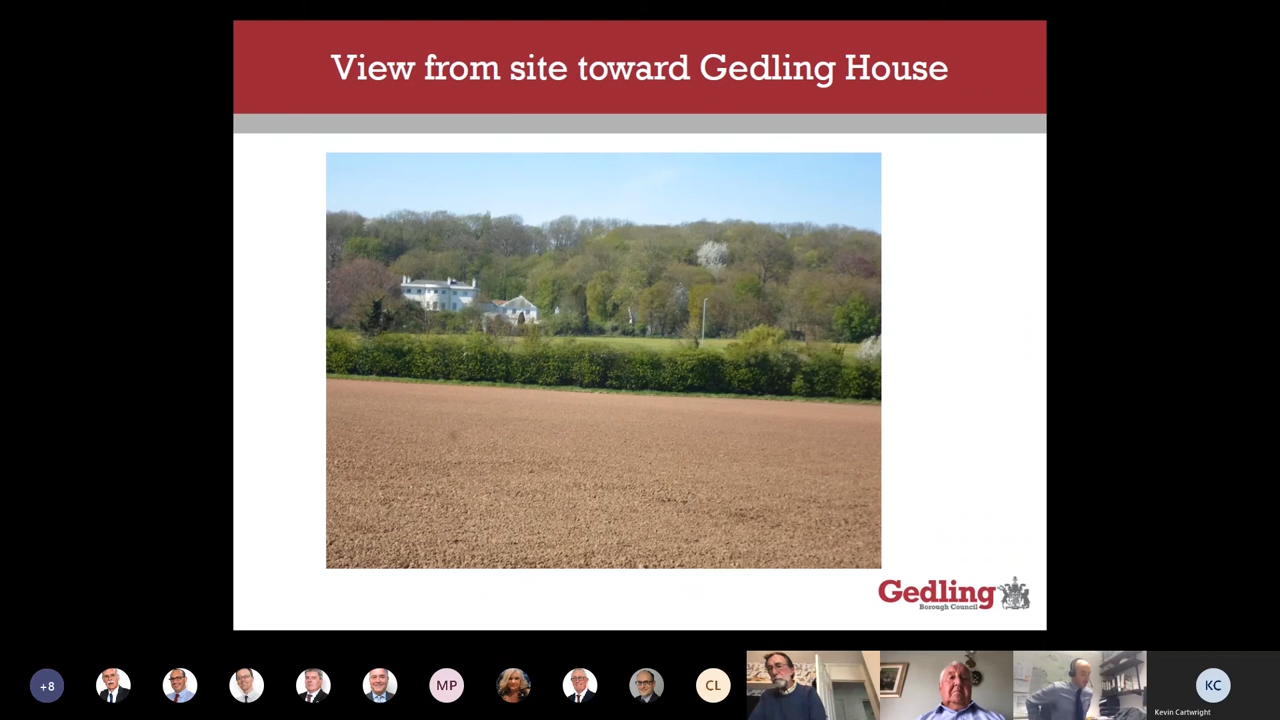 View from site toward Gedling House
Gedling
Borough Council
+8
MP
CL
KC
Kevin Cartwright